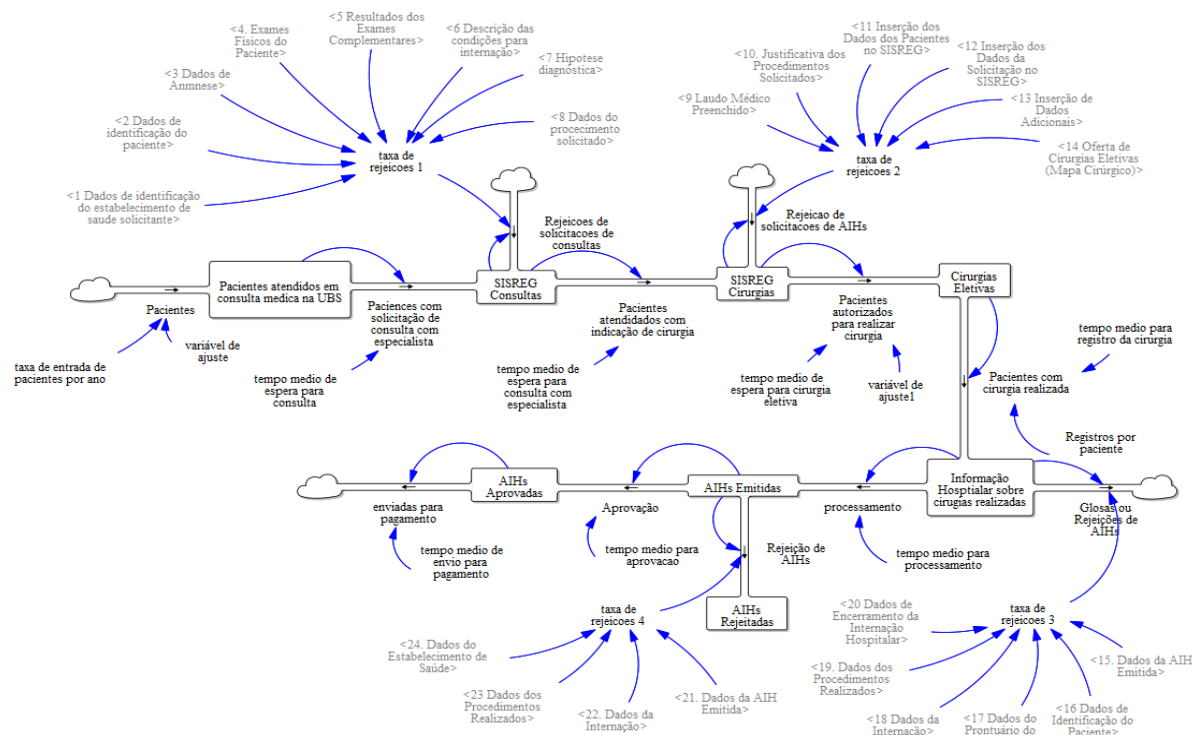 <4. Exames
Físicos do
Paciente>
<5 Resultados dos
Exames
Complementares>
<6 Descrição das
condições para
internação>
<7 Hipotese
diagnóstica>
<3 Dados de
Anmnese>
<2 Dados de
identificação do
paciente>
<8 Dados do
procecimento
solicitado>
<1 Dados de identificação
do estabelecimento de
saude solicitante>
taxa de
rejeicoes 1
<11 Inserção dos
Dados dos Pacientes
no SISREG>
<10. Justificativa dos
Procedimentos
Solicitados>
<12 Inserção dos
Dados da
Solicitação no
SISREG>
<9 Laudo Médico
Preenchido>
<13 Inserção de
Dados
Adicionais>
<14 Oferta de
Cirurgias Eletivas
(Mapa Cirúrgico)>
taxa de
rejeicoes 2
Rejeicoes de
solicitacoes de
consultas
Rejeicao de
solicitacoes de AIHs
Pacientes atendidos em
consulta medica na UBS
SISREG
Consultas
SISREG
Cirurgias
Cirurgias
Eletivas
Pacientes
variável de
ajuste
taxa de entrada de
pacientes por ano
Paciences com
solicitação de
consulta com
especialista
tempo medio de
espera para
consulta
Pacientes
atendidados com
indicação de cirurgia
tempo medio de
espera para
consulta com
especialista
Pacientes
autorizados
para realizar
cirurgia
tempo medio de
espera para cirurgia
eletiva
variável de
ajuste1
tempo medio para
registro da cirurgia
Pacientes com
cirurgia realizada
Registros por
paciente
AIHs
Aprovadas
AIHs Emitidas
Informação
Hosptialar sobre
cirugias realizadas
enviadas para
pagamento
Aprovação
processamento
Glosas ou
Rejeições de
AIHs
tempo medio de
envio para
pagamento
tempo medio para
aprovacao
Rejeição de
AIHs
tempo medio para
processamento
AIHs
Rejeitadas
taxa de
rejeicoes 4
<24. Dados do
Estabelecimento de
Saúde>
<23 Dados dos
Procedimentos
Realizados>
<22. Dados da
Internação>
<21. Dados da AIH
Emitida>
<20 Dados de
Encerramento da
Internação
Hospitalar>
taxa de
rejeicoes 3
<19. Dados dos
Procedimentos
Realizados>
<15. Dados da AIH
Emitida>
<18 Dados da
Internação>
<17 Dados do
Prontuário do
<16 Dados de
Identificação do
Paciente>